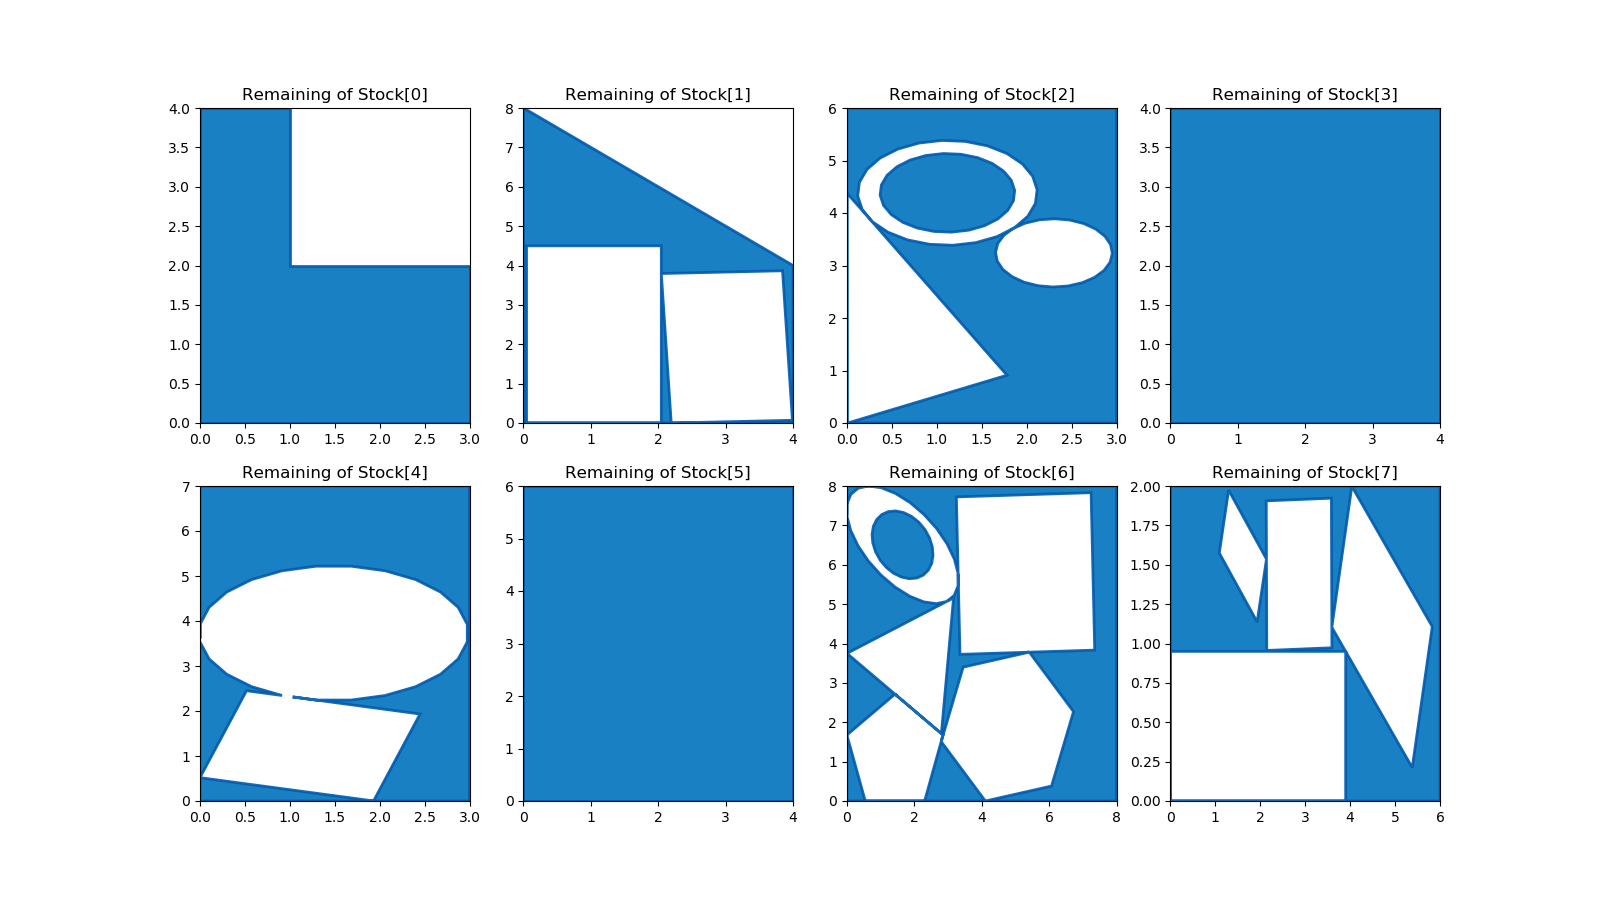 Remaining of Stock[0] Remaining of Stock[1] Remaining of Stock[2] Remaining of Stock[3]
4.0 3.5 3.0 2.5 2.0 1.5 1.0 0.5 0.0
0.0 0.5 1.0 1.5 2.0 2.5 3.0
8 7 6 5 4 3 2 1 0
0 1 2 3 4
6 5 4 3 2 1 0
0.0 0.5 1.0 1.5 2.0 2.5 3.0
4.0 3.5 3.0 2.5 2.0 1.5 1.0 0.5 0.0
0 1 2 3 4
Remaining of Stock[4] Remaining of Stock[5] Remaining of Stock[6] Remaining of Stock[7]
7 6 5 4 3 2 1 0
0.0 0.5 1.0 1.5 2.0 2.5 3.0
6 5 4 3 2 1 0
0 1 2 3 4
8 7 6 5 4 3 2 1 0
0 2 4 6 8
2.00 1.75 1.50 1.25 1.00 0.75 0.50 0.25 0.00
0 1 2 3 4 5 6